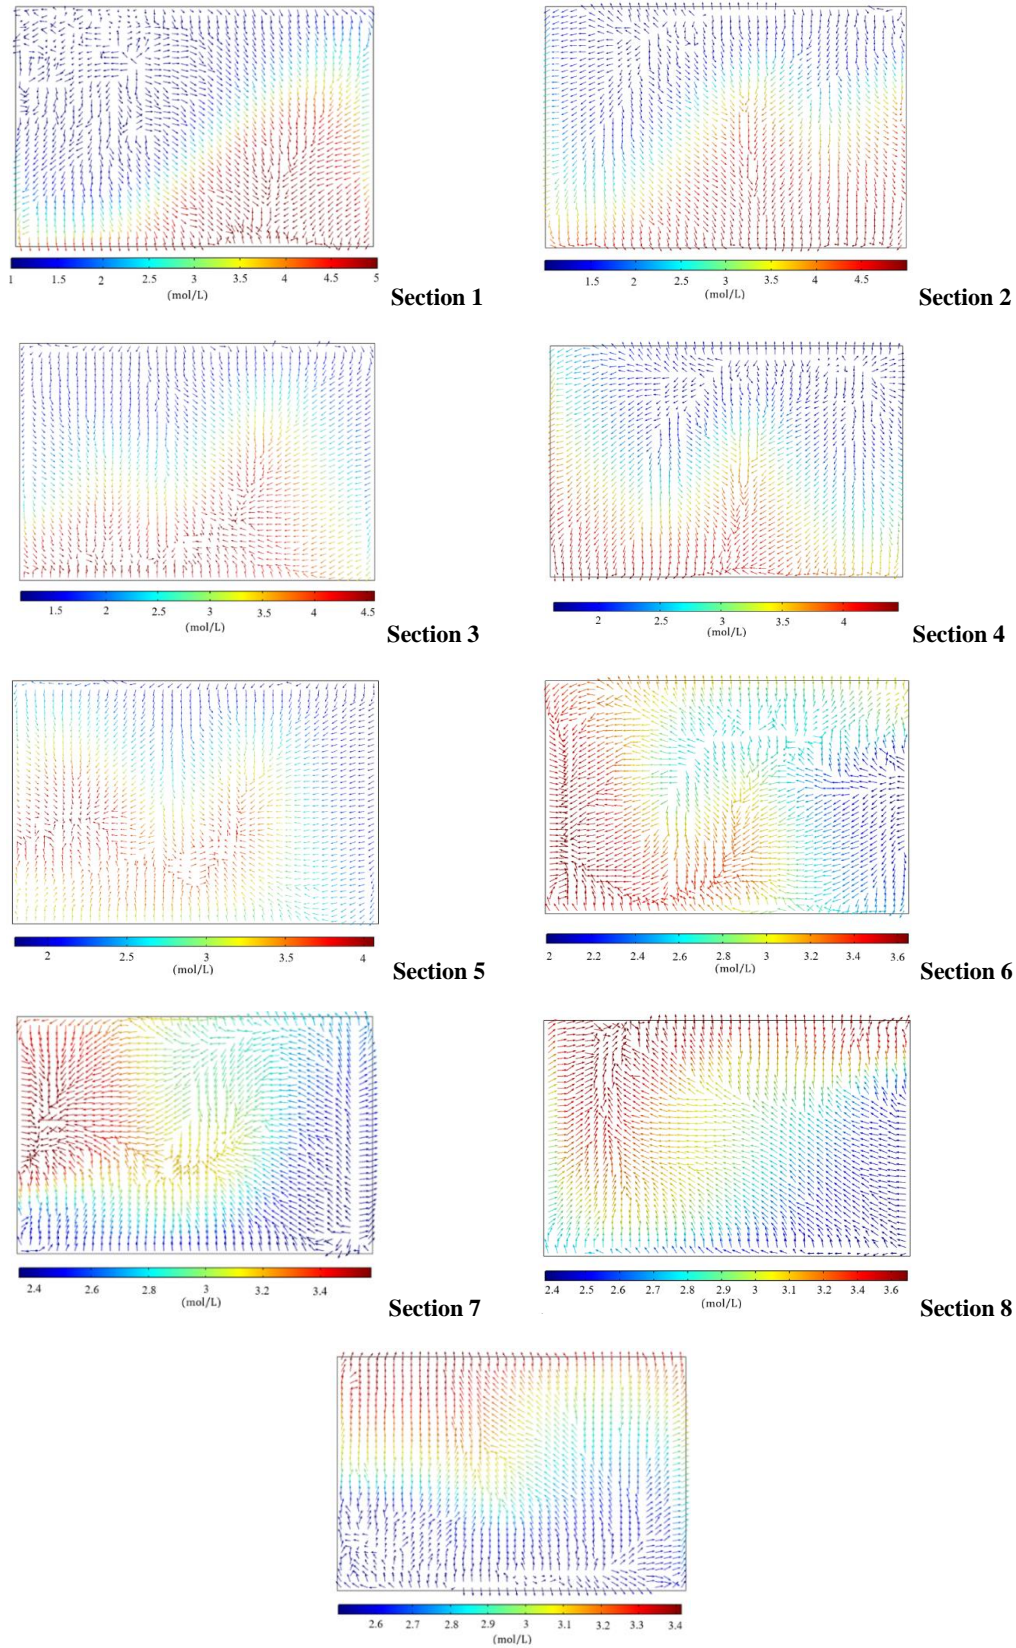 1 1.5 2 2.5 3 3.5 4 4.5 5
(mol/L)
Section 1
1.5 2 2.5 3 3.5 4 4.5
(mol/L)
Section 2
1.5 2 2.5 3 3.5 4 4.5
(mol/L)
Section 3
2 2.5 3 3.5 4
(mol/L)
Section 4
2 2.5 3 3.5 4
(mol/L)
Section 5
2 2.2 2.4 2.6 2.8 3 3.2 3.4 3.6
(mol/L)
Section 6
2.4 2.6 2.8 3 3.2 3.4
(mol/L)
Section 7
2.4 2.5 2.6 2.7 2.8 2.9 3 3.1 3.2 3.4 3.6
(mol/L)
Section 8
2.6 2.7 2.8 2.9 3 3.1 3.2 3.3 3.4
(mol/L)